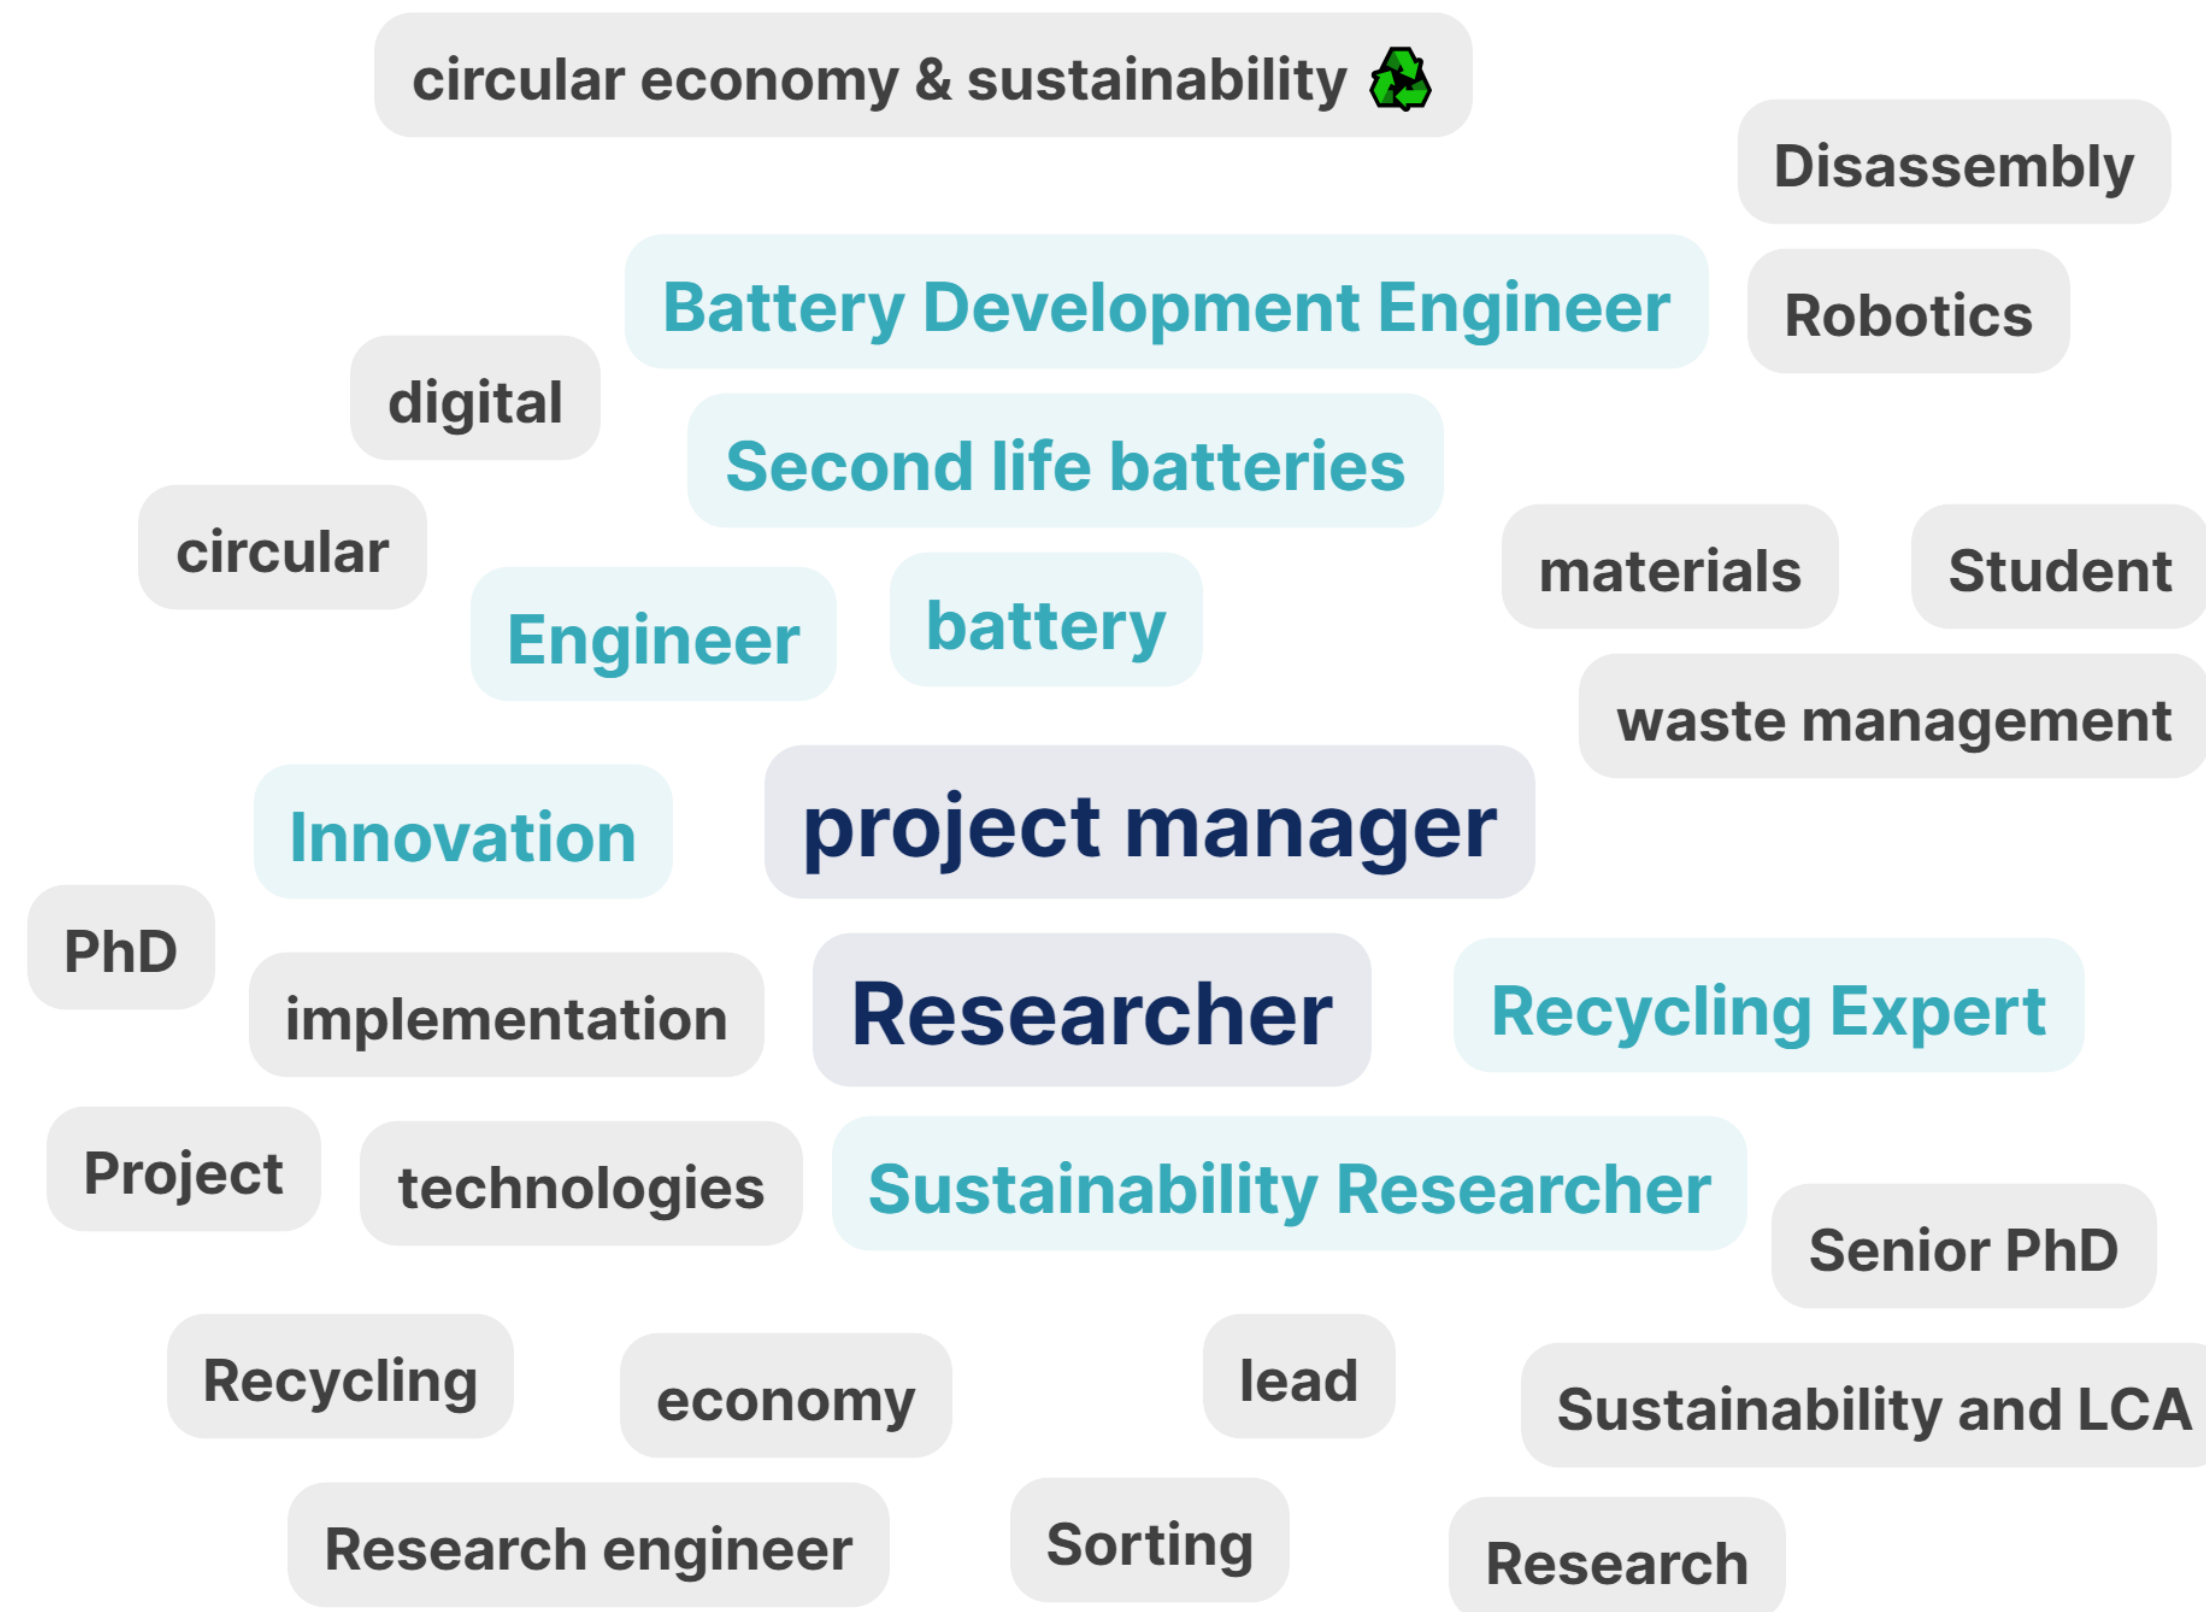 circular economy & sustainability ♻
Disassembly
Battery Development Engineer
Robotics
digital
Second life batteries
circular
materials
Student
Engineer
battery
waste management
Innovation
project manager
PhD
implementation
Researcher
Recycling Expert
Project
technologies
Sustainability Researcher
Senior PhD
Recycling
economy
lead
Sustainability and LCA
Research engineer
Sorting
Research